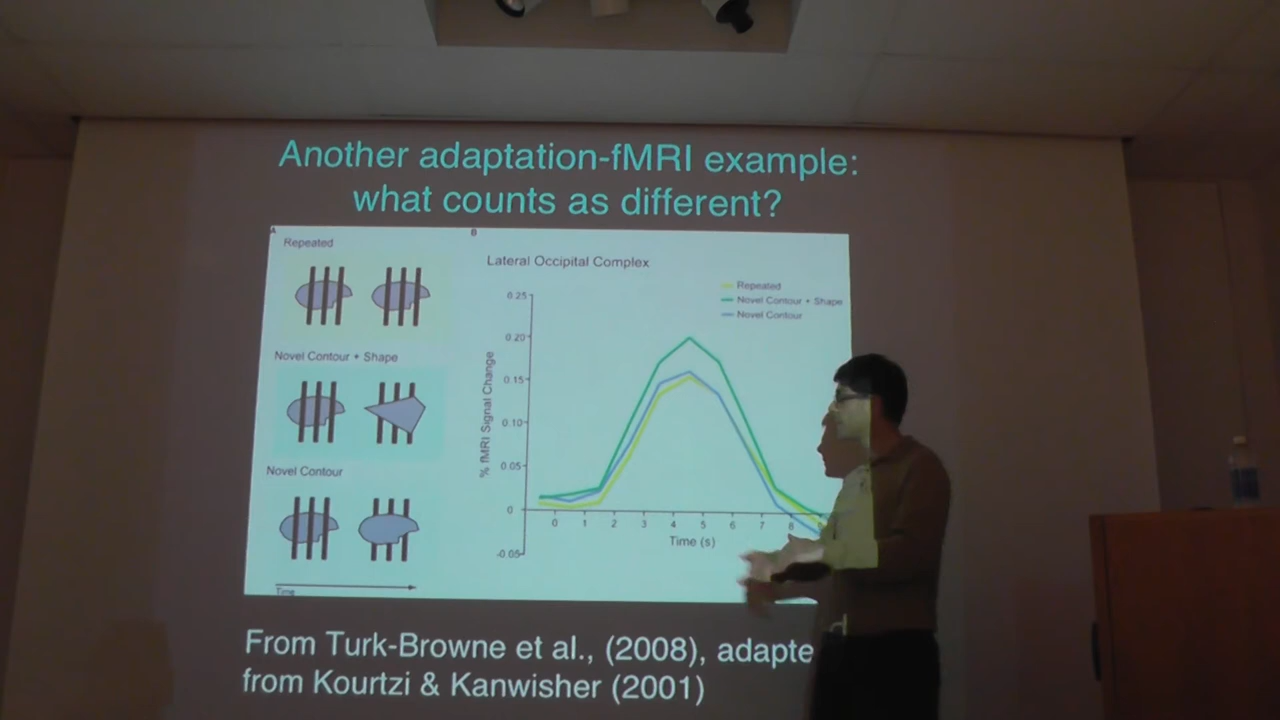 Another adaptation-fMRI example:
what counts as different?
A
B
Repeated
Novel Contour + Shape
Novel Contour
Time
Lateral Occipital Complex
Repeated
Novel Contour + Shape
Novel Contour
% fMRI Signal Change
0.25
0.20
0.15
0.10
0.05
0
-0.05
0 1 2 3 4 5 6 7 8
Time (s)
From Turk-Browne et al., (2008), adapte
from Kourtzi & Kanwisher (2001)